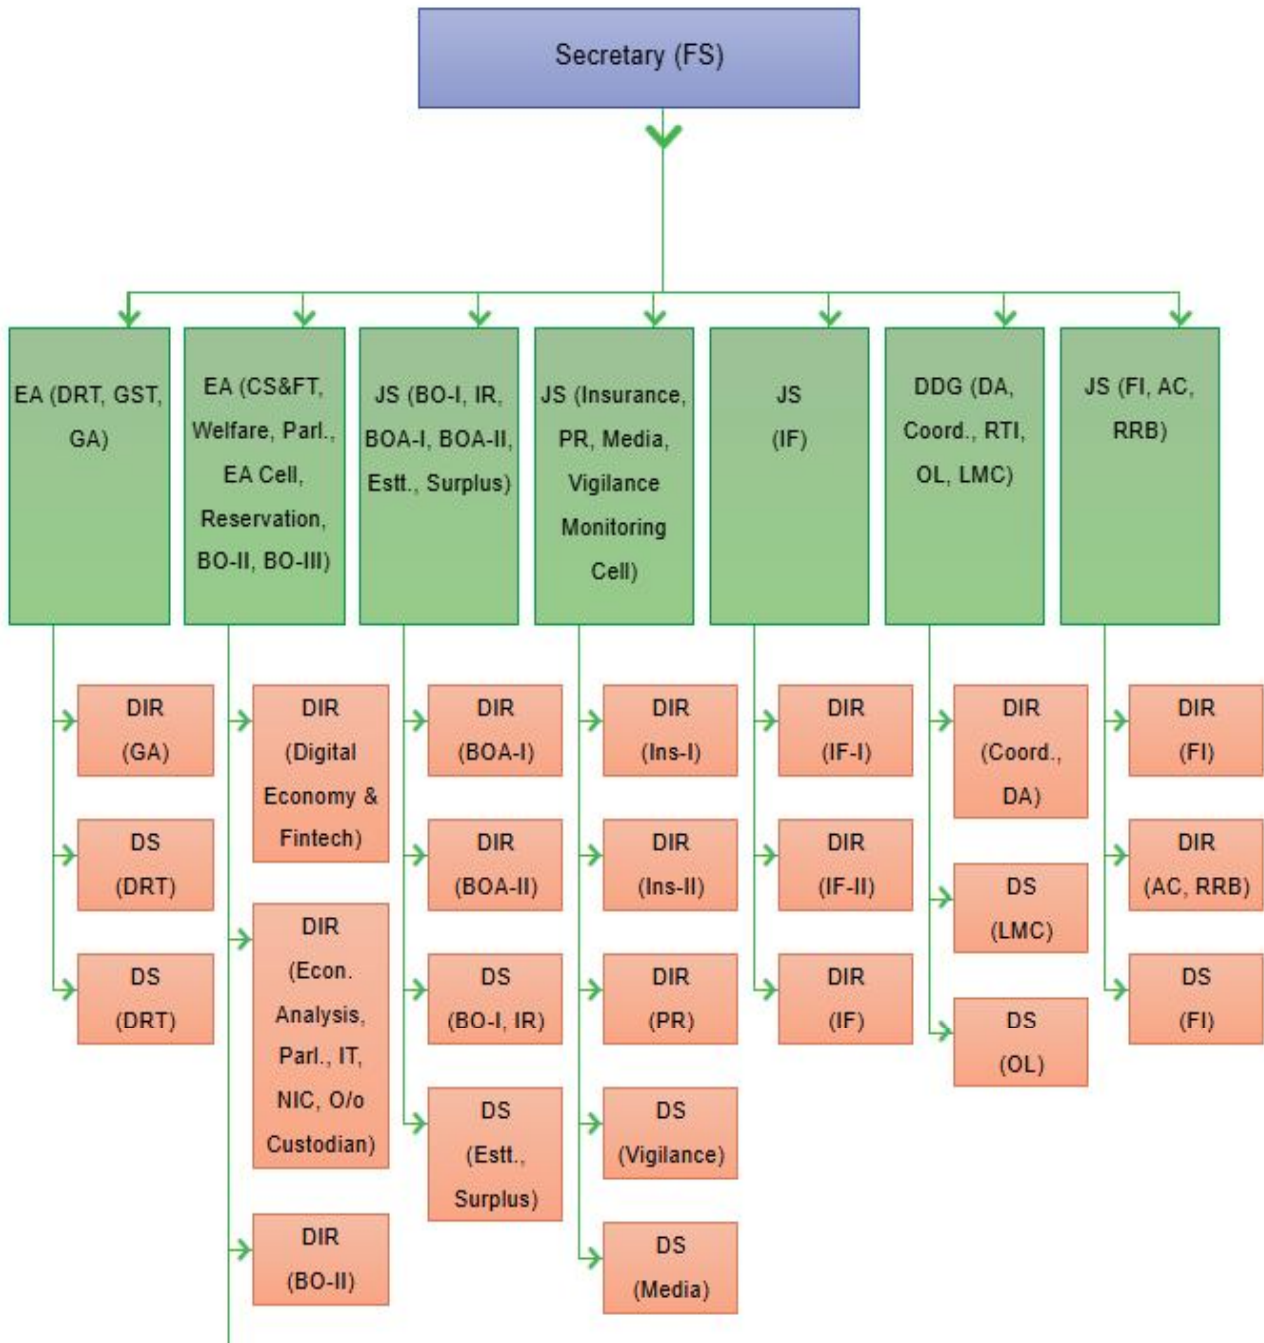 Secretary (FS)
EA (DRT, GST,
GA)
EA (CS&FT,
Welfare, Parl.,
EA Cell,
Reservation,
BO-II, BO-III)
JS (BO-I, IR,
BOA-I, BOA-II,
Estt., Surplus)
JS (Insurance,
PR, Media,
Vigilance
Monitoring
Cell)
JS
(IF)
DDG (DA,
Coord., RTI,
OL, LMC)
JS (FI, AC,
RRB)
DIR
(GA)
DS
(DRT)
DS
(DRT)
DIR
(Digital
Economy &
Fintech)
DIR
(Econ.
Analysis,
Parl., IT,
NIC, O/o
Custodian)
DIR
(BO-II)
DIR
(BOA-I)
DIR
(BOA-II)
DS
(BO-I, IR)
DS
(Estt.,
Surplus)
DIR
(Ins-I)
DIR
(Ins-II)
DIR
(PR)
DS
(Vigilance)
DS
(Media)
DIR
(IF-I)
DIR
(IF-II)
DIR
(IF)
DIR
(Coord.,
DA)
DS
(LMC)
DS
(OL)
DIR
(FI)
DIR
(AC, RRB)
DS
(FI)